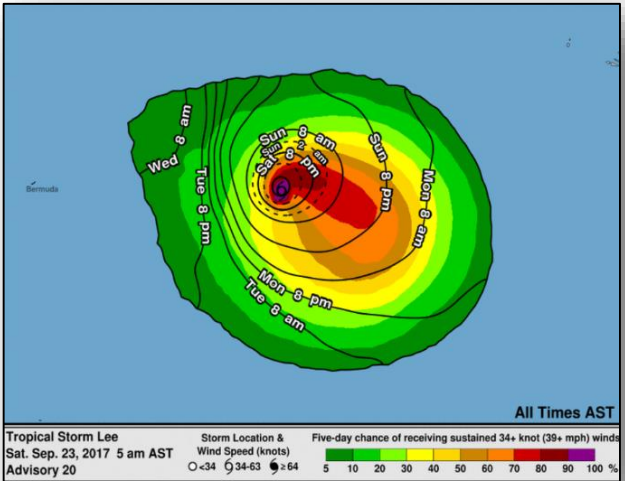 Bermuda
Wed 8 am
Tue 8 pm
Sun 8 am
Sun 2 am
Sat 8 pm
Sun 8 pm
Mon 8 am
Mon 8 pm
Tue 8 am
All Times AST
Tropical Storm Lee
Sat. Sep. 23, 2017 5 am AST
Advisory 20
Storm Location &
Wind Speed (knots)
<34 34-63 ≥64
Five-day chance of receiving sustained 34+ knot (39+ mph) winds
5 10 20 30 40 50 60 70 80 90 100 %